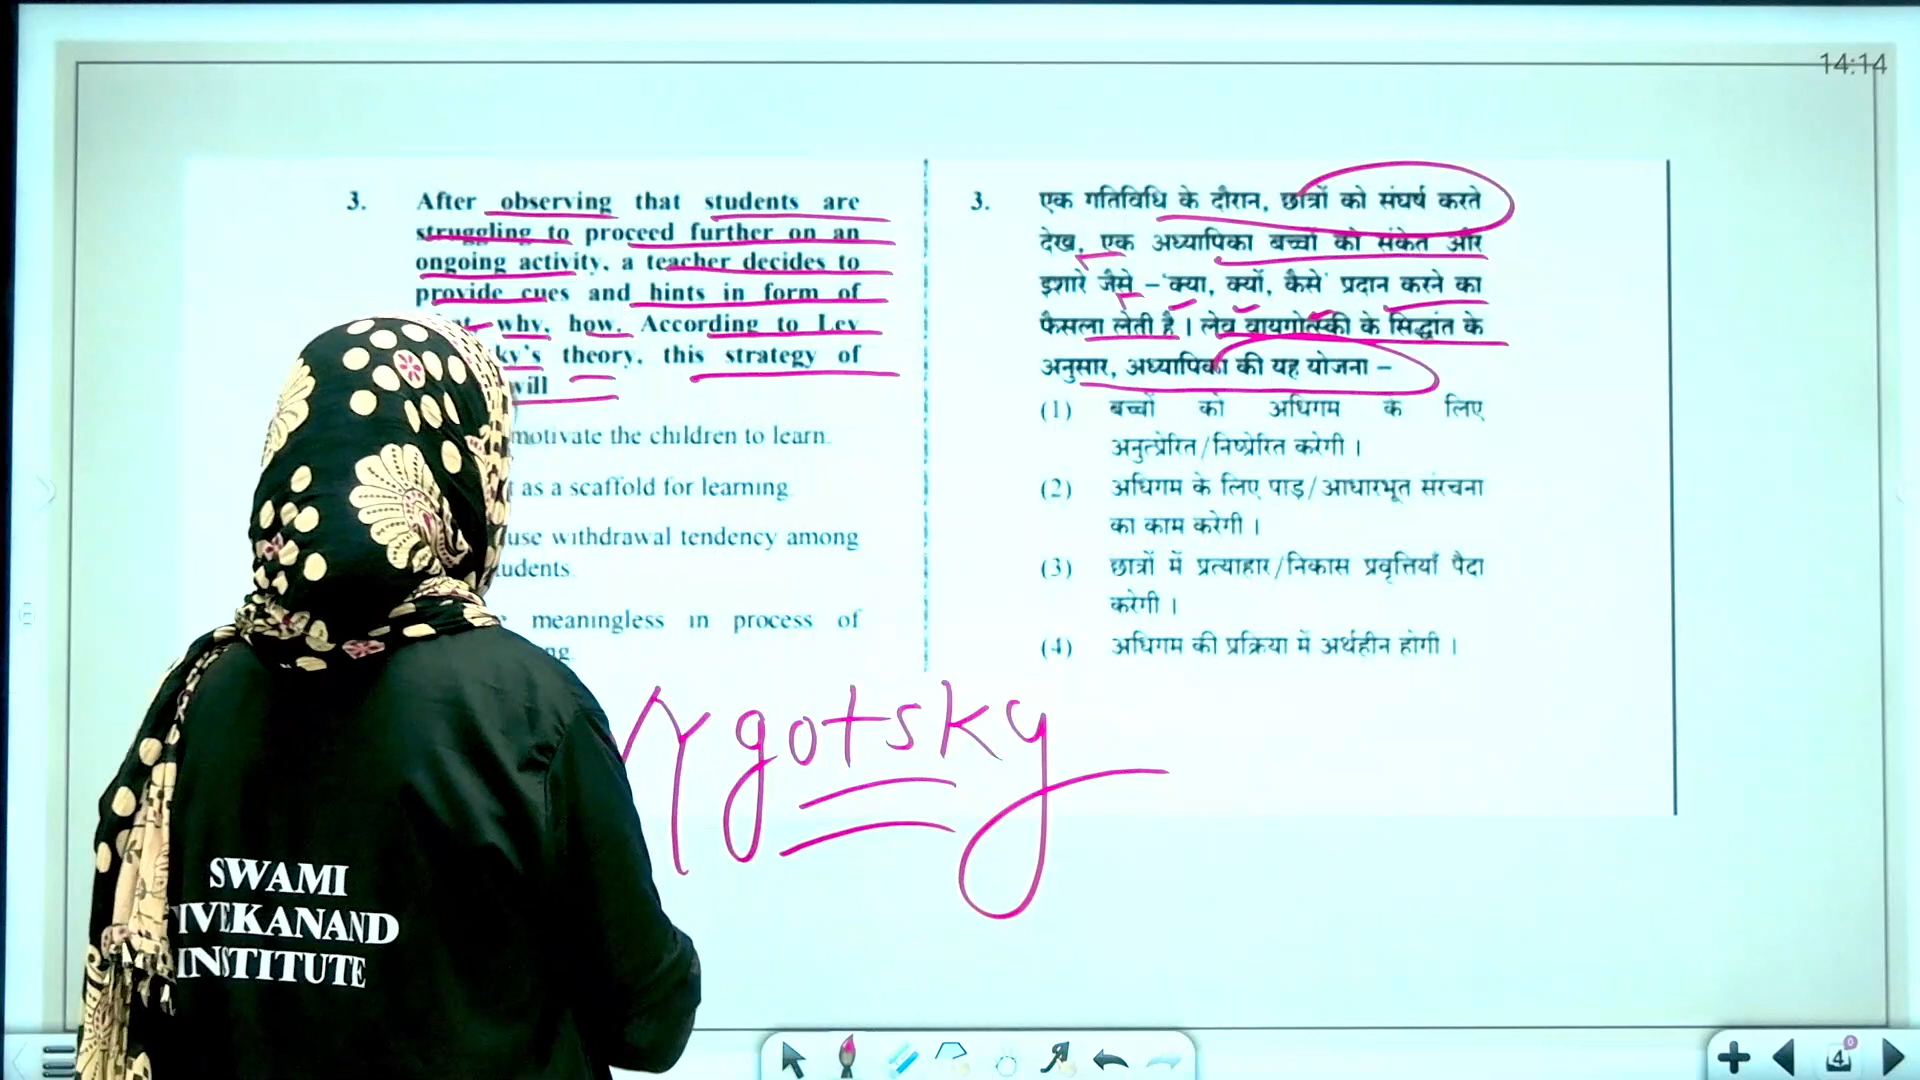 14:14
3. After observing that students are
struggling to proceed further on an
ongoing activity, a teacher decides to
provide cues and hints in form of
why, how. According to Lev
theory, this strategy of
will
motivate the children to learn.
as a scaffold for learning
withdrawal tendency among
meaningless in process of
3. एक गतिविधि के दौरान, छात्रों को संघर्ष करते
देख, एक अध्यापिका बच्चों को संकेत और
इशारे जैसे – 'क्या, क्यों, कैसे' प्रदान करने का
फैसला लेती है । लेव वायगोत्स्की के सिद्धांत के
अनुसार, अध्यापिका की यह योजना –
(1) बच्चों को अधिगम के लिए
अनुत्प्रेरित/निष्प्रेरित करेगी ।
(2) अधिगम के लिए पाड़/आधारभूत संरचना
का काम करेगी ।
(3) छात्रों में प्रत्याहार/निकास प्रवृत्तियाँ पैदा
करेगी ।
(4) अधिगम की प्रक्रिया में अर्थहीन होगी ।
Vygotsky
SWAMI
IVEKANAND
INSTITUTE
4
0